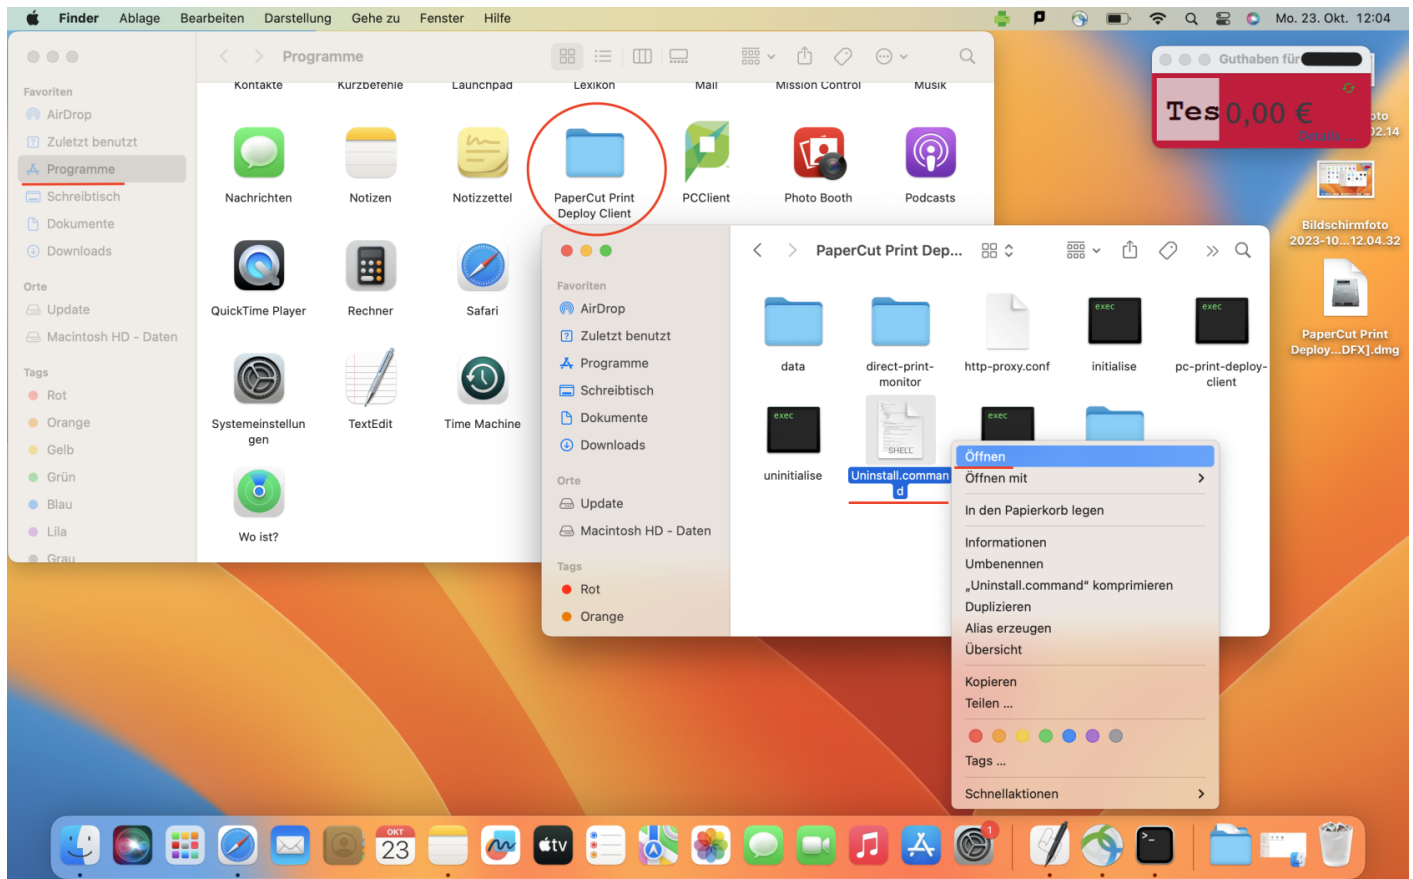 Finder Ablage Bearbeiten Darstellung Gehe zu Fenster Hilfe Mo. 23. Okt. 12:04
Programme
Favoriten
AirDrop
Zuletzt benutzt
Programme
Schreibtisch
Dokumente
Downloads
Orte
Update
Macintosh HD - Daten
Tags
Rot
Orange
Gelb
Grün
Blau
Lila
Grau
Kontakte Kurzbefehle Launchpad Lexikon Mail Mission Control Musik
Nachrichten Notizen Notizzettel PaperCut Print PCClient Photo Booth Podcasts
Deploy Client
QuickTime Player Rechner Safari
Systemeinstellun TextEdit Time Machine
gen
Wo ist?
PaperCut Print Dep...
Favoriten
AirDrop
Zuletzt benutzt
Programme
Schreibtisch
Dokumente
Downloads
Orte
Update
Macintosh HD - Daten
Tags
Rot
Orange
exec exec
data direct-print- http-proxy.conf initialise pc-print-deploy-
monitor client
exec SHELL exec
uninitialise Uninstall.comman
d
Öffnen
Öffnen mit
In den Papierkorb legen
Informationen
Umbenennen
„Uninstall.command“ komprimieren
Duplizieren
Alias erzeugen
Übersicht
Kopieren
Teilen ...
Tags ...
Schnellaktionen
Guthaben für
Tes 0,00 €
Details ...
oto
02.14
Bildschirmfoto
2023-10...12.04.32
PaperCut Print
Deploy...DFX].dmg
OKT
23
tv
1